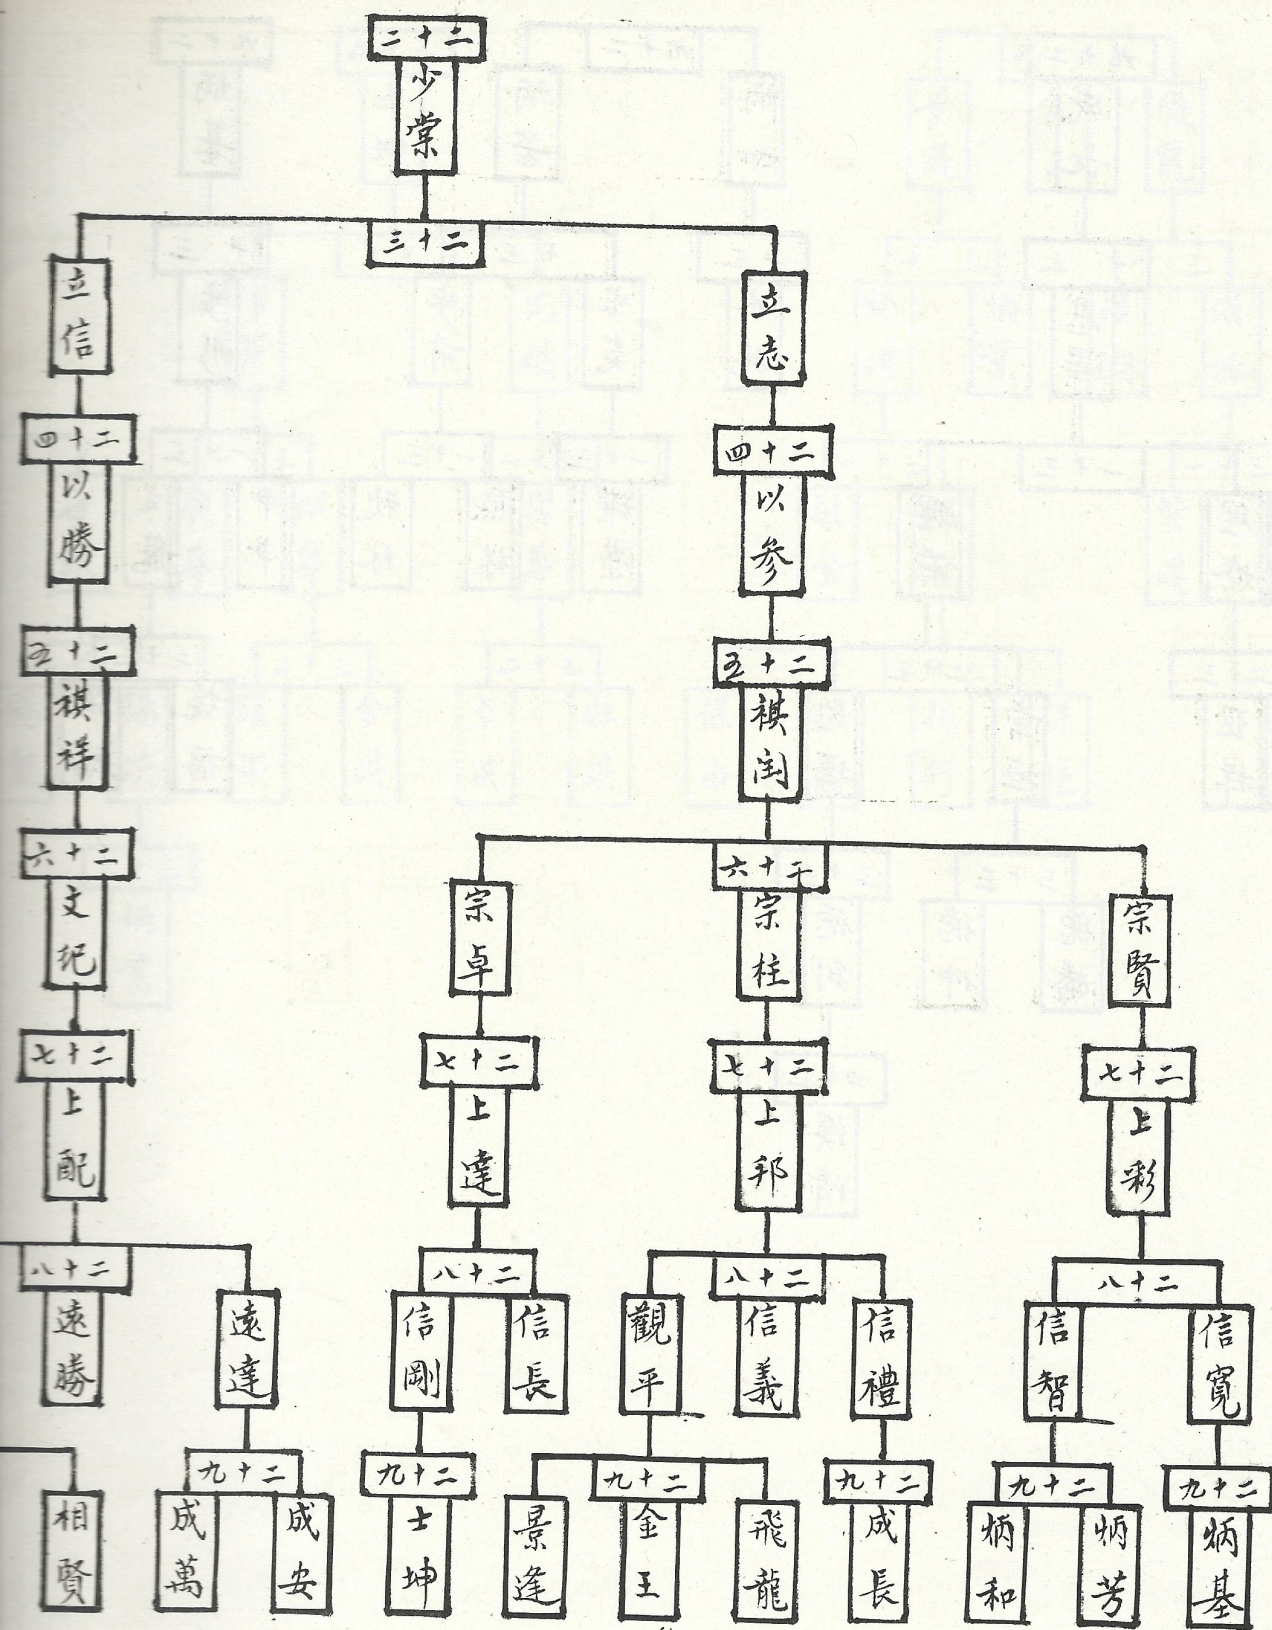 二十二
少棠
二十三
立志
立信
二十四
二十四
以参
以勝
二十五
二十五
祺
祺祥
二十六
二十六
宗賢
宗柱
宗卓
文
二十七
二十七
二十七
二十七
上彩
上邦
上達
上配
二十八
二十八
二十八
二十八
信寬
信智
信禮
信義
觀平
信長
信剛
遠達
遠勝
二十九
二十九
二十九
二十九
二十九
二十九
炳基
炳芳
炳和
成長
飛龍
金王
景逢
士坤
成安
成萬
相賢